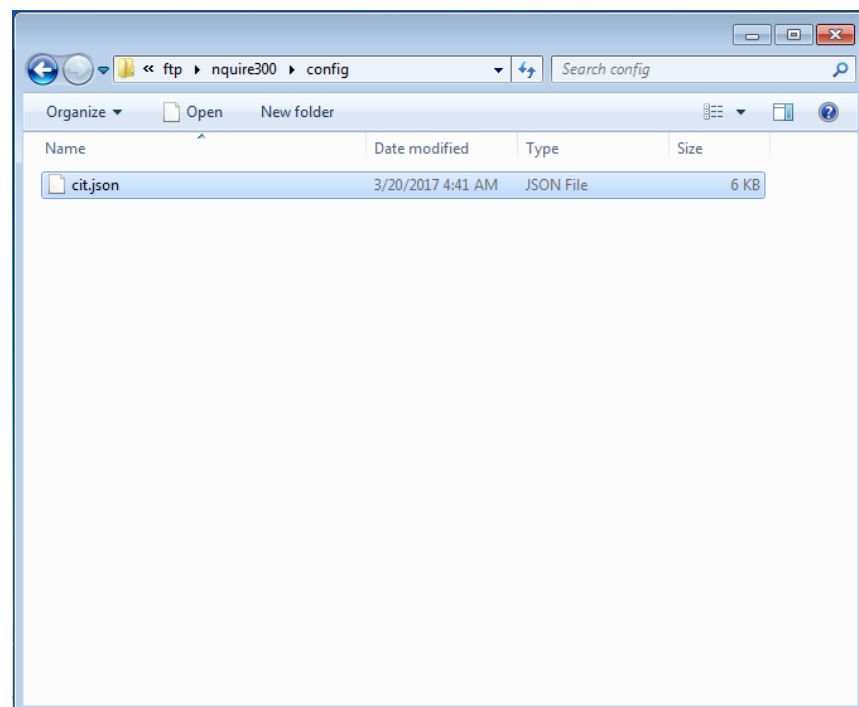 « ftp ▸ nquire300 ▸ config Search config
Organize Open New folder
Name Date modified Type Size
cit.json 3/20/2017 4:41 AM JSON File 6 KB